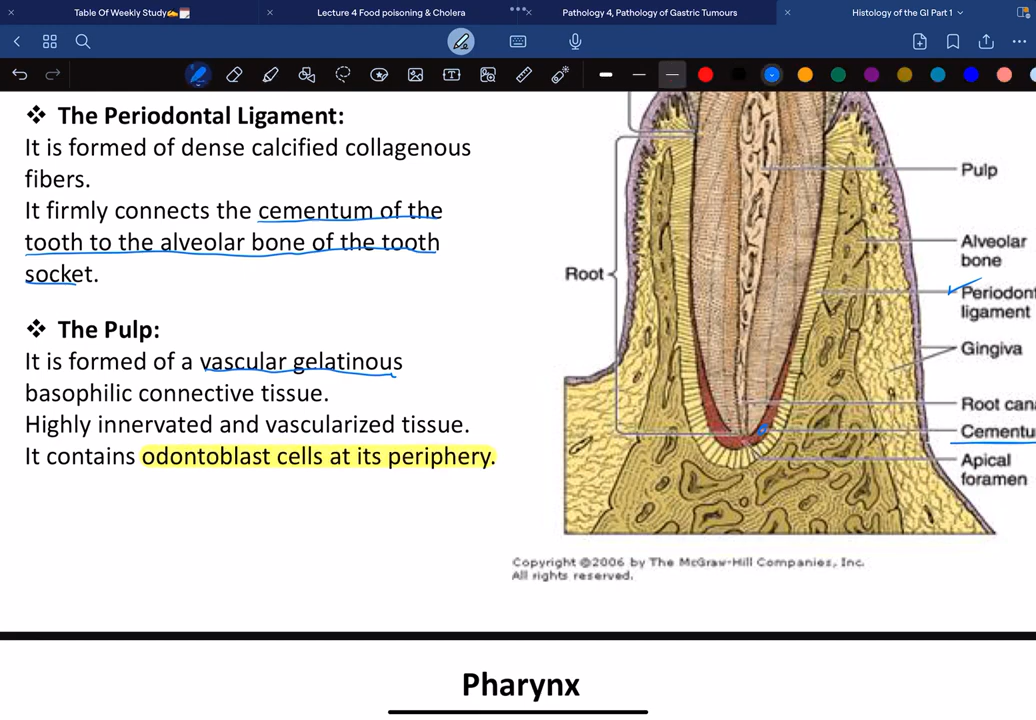 Table Of Weekly Study✍️📅
Lecture 4 Food poisoning & Cholera
Pathology 4, Pathology of Gastric Tumours
Histology of the GI Part 1
❖ The Periodontal Ligament:
It is formed of dense calcified collagenous
fibers.
It firmly connects the cementum of the
tooth to the alveolar bone of the tooth
socket.
❖ The Pulp:
It is formed of a vascular gelatinous
basophilic connective tissue.
Highly innervated and vascularized tissue.
It contains odontoblast cells at its periphery.
Root
Pulp
Alveolar
bone
Periodont
ligament
Gingiva
Root cana
Cementu
Apical
foramen
Copyright ©2006 by The McGraw-Hill Companies, Inc.
All rights reserved.
Pharynx